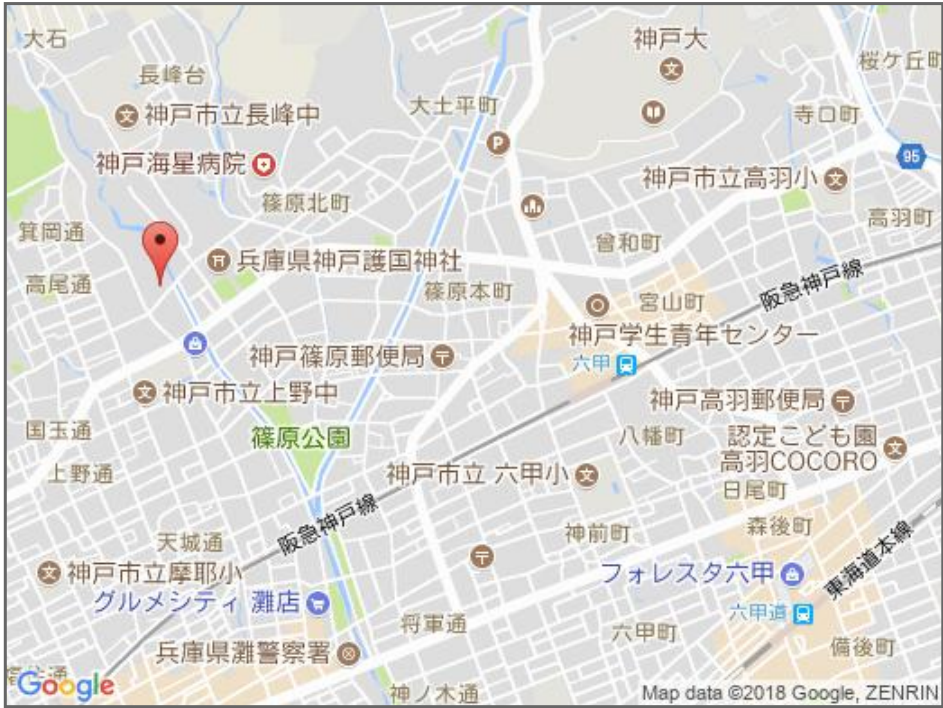 大石
神戸大
桜ケ丘町
長峰台
大土平町
神戸市立長峰中
寺口町
神戸海星病院
95
神戸市立高羽小
篠原北町
高羽町
箕岡通
曾和町
兵庫県神戸護国神社
高尾通
篠原本町
阪急神戸線
宮山町
神戸学生青年センター
神戸篠原郵便局
六甲
神戸市立上野中
神戸高羽郵便局
国玉通
篠原公園
八幡町
認定こども園
高羽COCORO
上野通
神戸市立 六甲小
日尾町
阪急神戸線
森後町
天城通
神前町
東海道本線
神戸市立摩耶小
フォレスタ六甲
グルメシティ 灘店
六甲道
将軍通
六甲町
兵庫県灘警察署
備後町
Google
神ノ木通
Map data ©2018 Google, ZENRIN